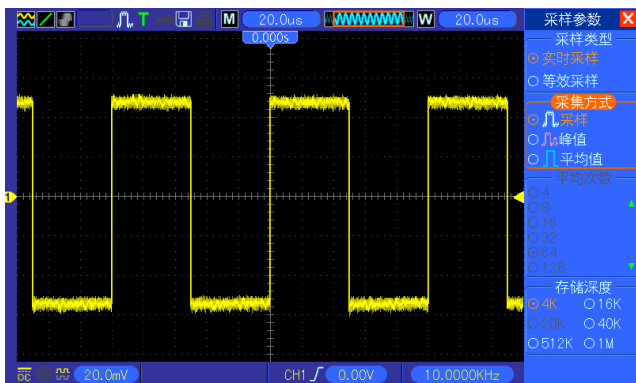 T
M 20.0us W 20.0us
0.000s
采样参数
采样类型
实时采样
等效采样
采集方式
采样
峰值
平均值
平均次数
4
8
16
32
64
128
存储深度
4K 16K
20K 40K
512K 1M
1
DC 20.0mV CH1 0.00V 10.0000KHz